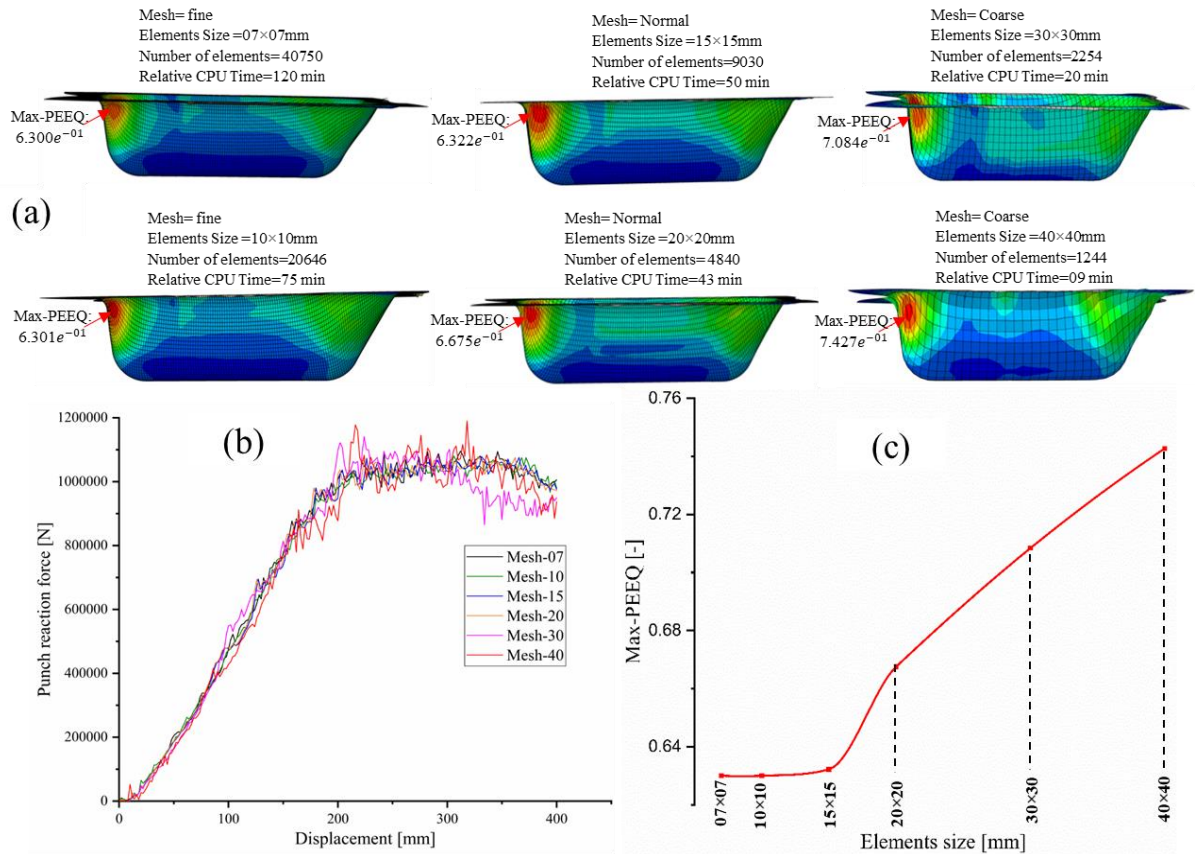 Mesh= fine
Elements Size =07×07mm
Number of elements=40750
Relative CPU Time=120 min
Max-PEEQ:
6.300e⁻⁰¹
Mesh= Normal
Elements Size =15×15mm
Number of elements=9030
Relative CPU Time=50 min
Max-PEEQ:
6.322e⁻⁰¹
Mesh= Coarse
Elements Size =30×30mm
Number of elements=2254
Relative CPU Time=20 min
Max-PEEQ:
7.084e⁻⁰¹
(a)
Mesh= fine
Elements Size =10×10mm
Number of elements=20646
Relative CPU Time=75 min
Max-PEEQ:
6.301e⁻⁰¹
Mesh= Normal
Elements Size =20×20mm
Number of elements=4840
Relative CPU Time=43 min
Max-PEEQ:
6.675e⁻⁰¹
Mesh= Coarse
Elements Size =40×40mm
Number of elements=1244
Relative CPU Time=09 min
Max-PEEQ:
7.427e⁻⁰¹
(b)
Punch reaction force [N]
1200000
1000000
800000
600000
400000
200000
0
Mesh-07
Mesh-10
Mesh-15
Mesh-20
Mesh-30
Mesh-40
0 100 200 300 400
Displacement [mm]
(c)
Max-PEEQ [-]
0.76
0.72
0.68
0.64
07×07
10×10
15×15
20×20
30×30
40×40
Elements size [mm]